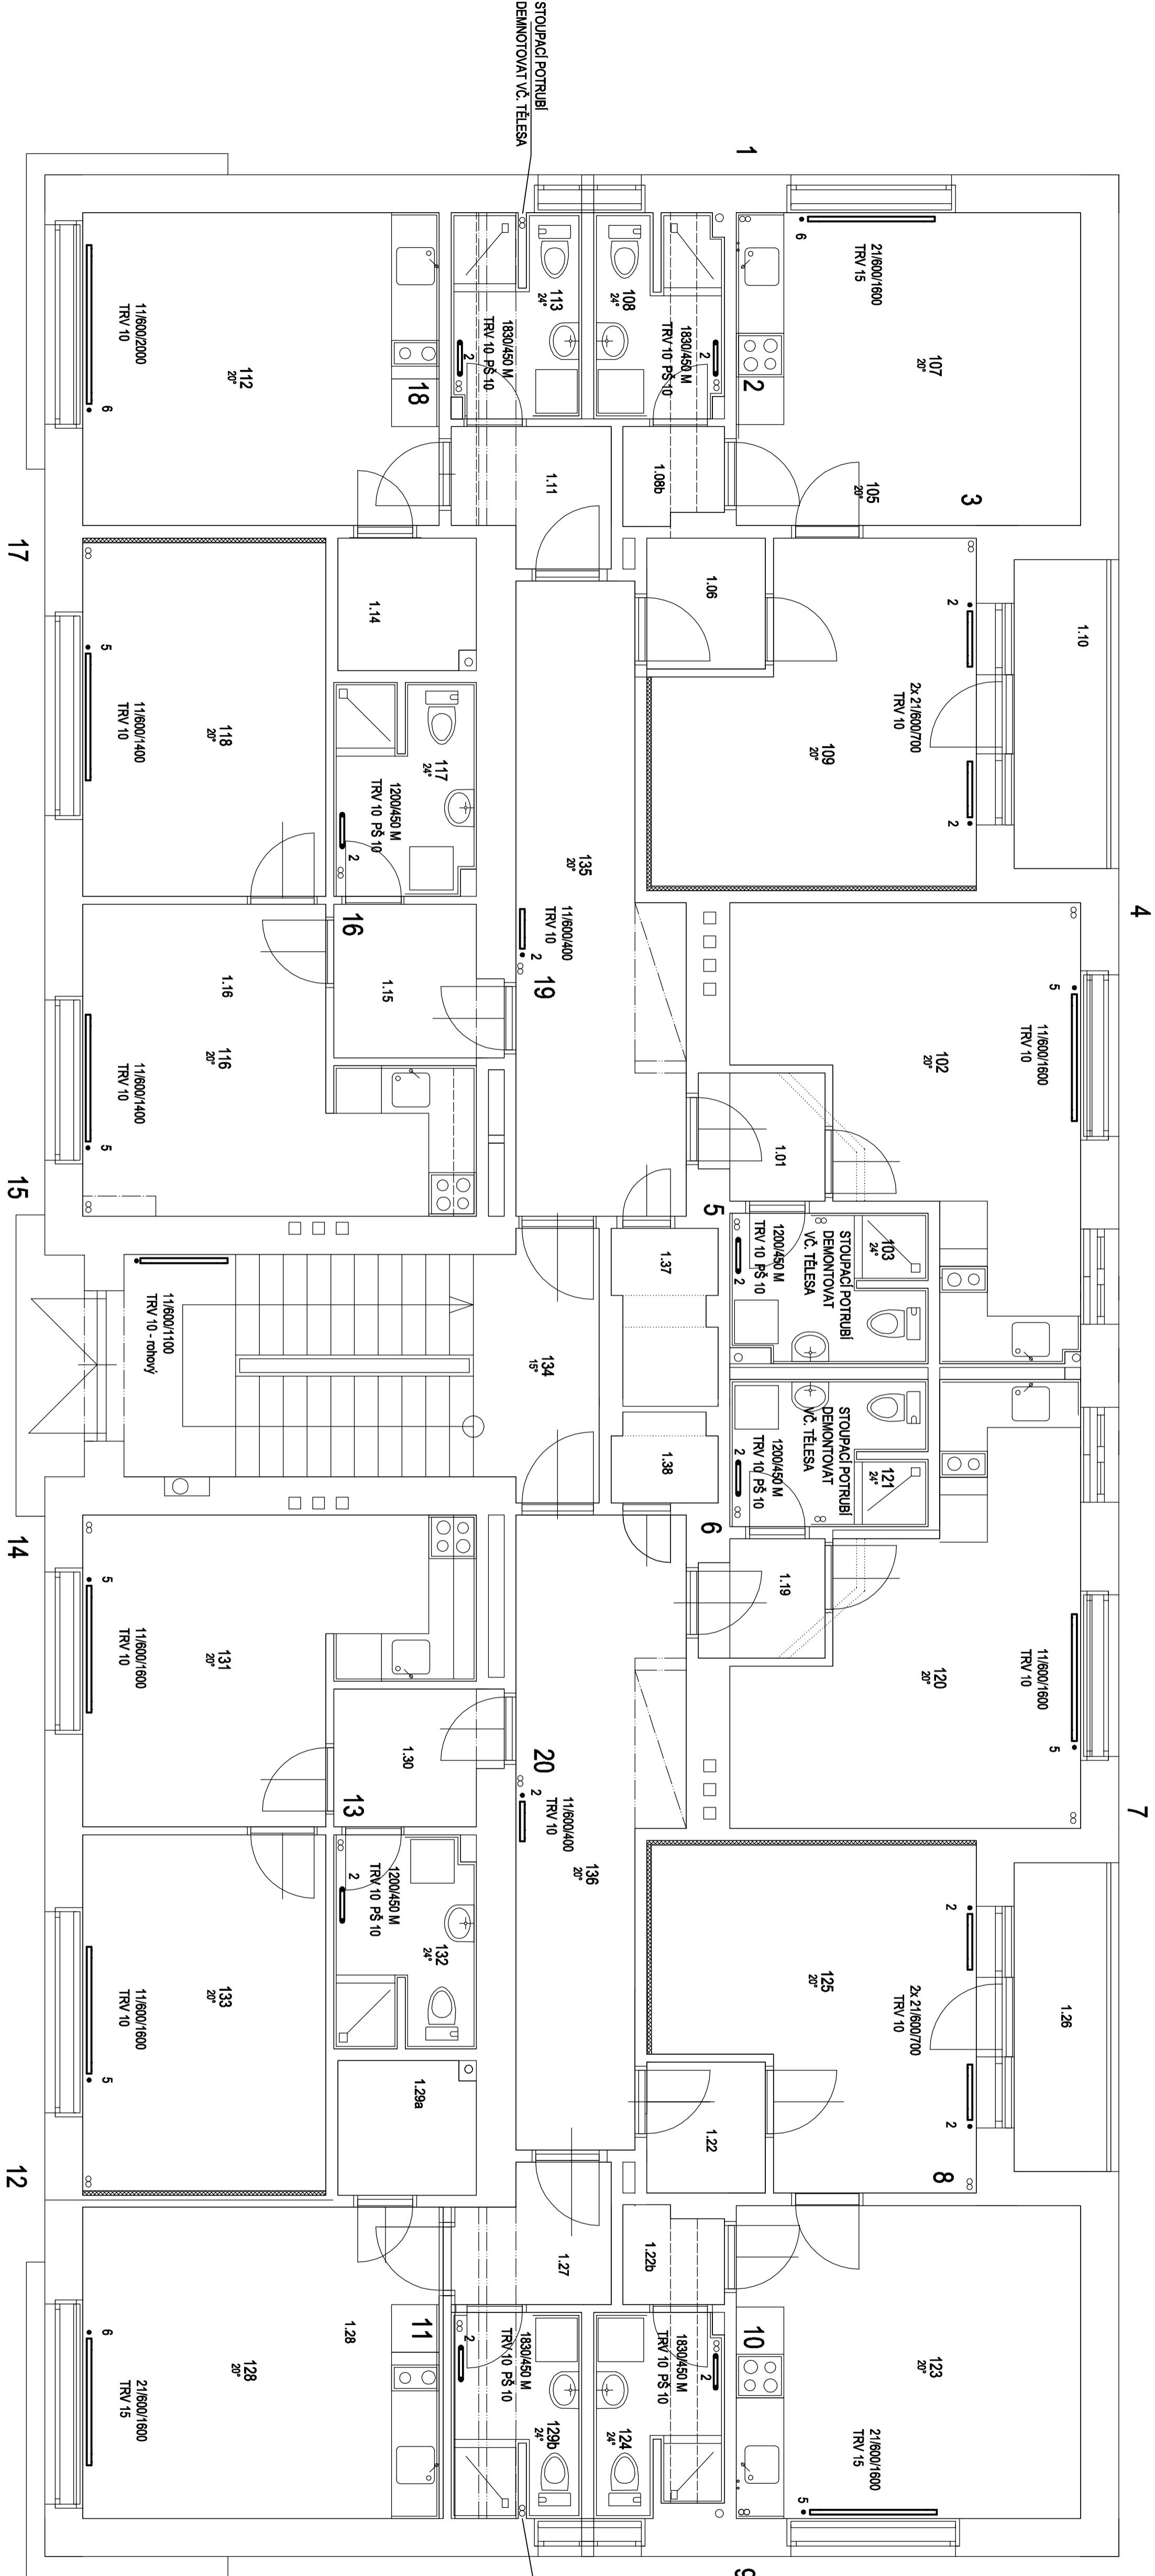 STOUPACÍ POTRUBÍ
DEMNOTOVAT VČ. TĚLESA
1
21/600/1600
TRV 15
6
107
20°
2
3
105
20°
1830/450 M
TRV 10 PŠ 10
2
108
24°
113
24°
1830/450 M
TRV 10 PŠ 10
2
18
112
20°
11/600/2000
TRV 10
6
1.08b
1.11
17
1.10
2
2x 21/600/700
TRV 10
109
20°
2
1.06
1.14
118
20°
11/600/1400
TRV 10
5
117
24°
1200/450 M
TRV 10 PŠ 10
2
135
20°
11/600/400
TRV 10
2
19
16
4
5
11/600/1600
TRV 10
102
20°
1.01
1.15
1.16
116
20°
11/600/1400
TRV 10
5
15
5
103
24°
STOUPACÍ POTRUBÍ
DEMONTOVAT
VČ. TĚLESA
1200/450 M
TRV 10 PŠ 10
2
1.37
134
15°
11/600/1100
TRV 10 - rohový
STOUPACÍ POTRUBÍ
DEMONTOVAT
VČ. TĚLESA
1200/450 M
TRV 10 PŠ 10
2
121
24°
1.38
6
14
1.19
120
20°
11/600/1600
TRV 10
5
7
5
11/600/1600
TRV 10
131
20°
1.30
13
20
2
11/600/400
TRV 10
136
20°
1200/450 M
TRV 10 PŠ 10
2
132
24°
133
20°
11/600/1600
TRV 10
5
2
125
20°
2x 21/600/700
TRV 10
2
1.26
1.22
8
1.29a
12
1.27
1.22b
1.28
11
128
20°
21/600/1600
TRV 15
6
1830/450 M
TRV 10 PŠ 10
2
129b
24°
124
24°
1830/450 M
TRV 10 PŠ 10
2
10
123
20°
21/600/1600
TRV 15
5
9